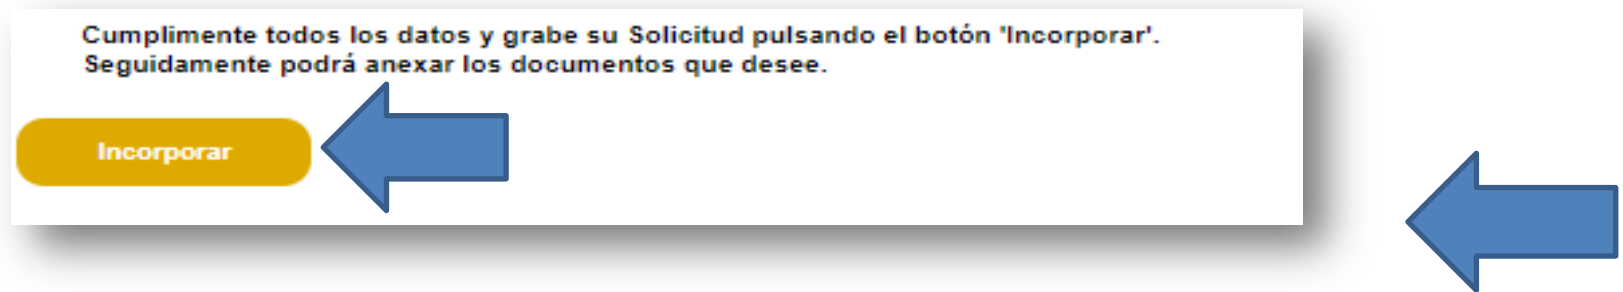 Cumplimente todos los datos y grabe su Solicitud pulsando el botón 'Incorporar'.
Seguidamente podrá anexar los documentos que desee.
Incorporar